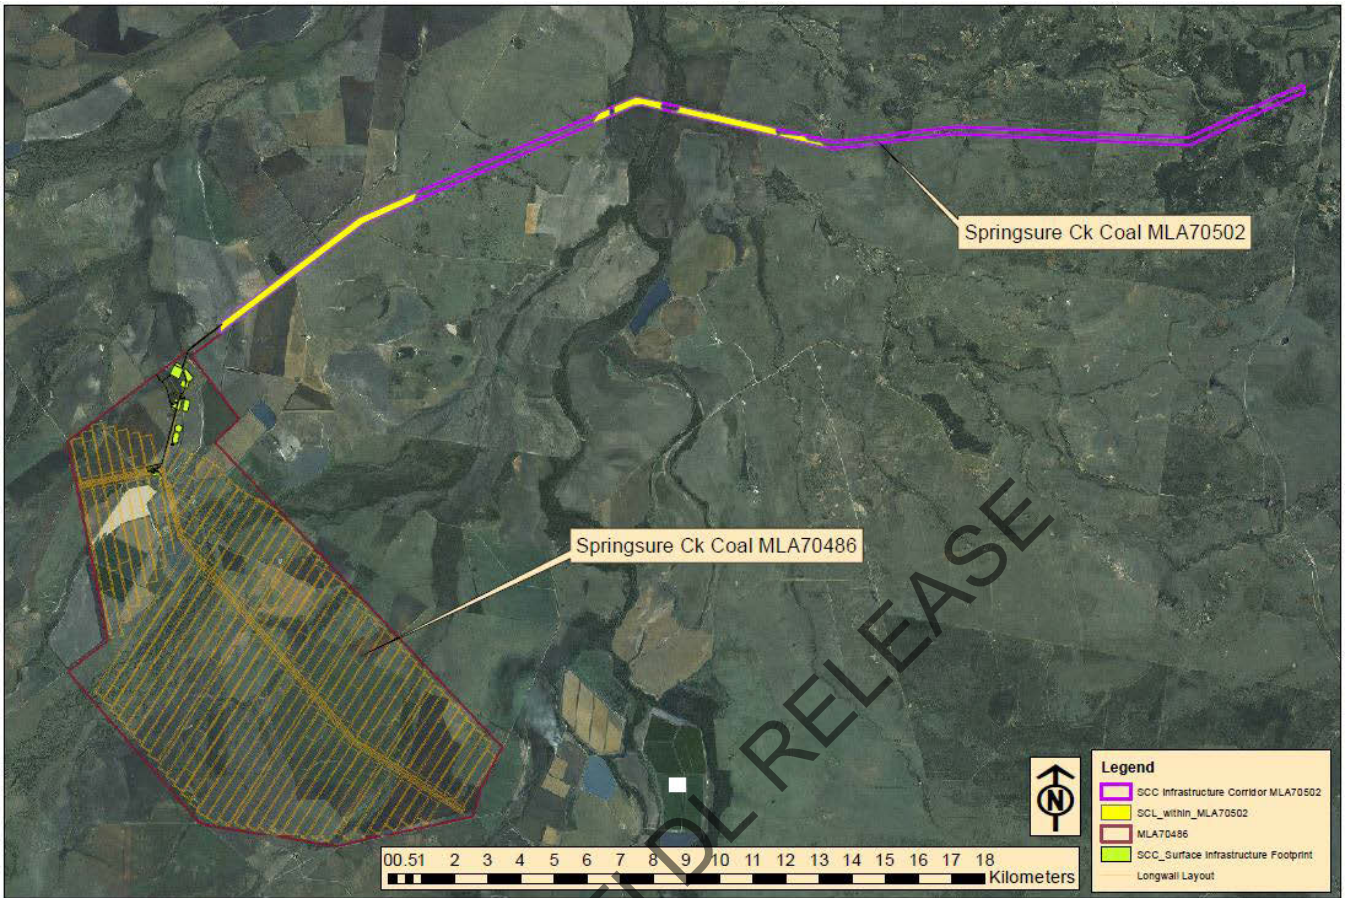 Springsure Ck Coal MLA70502
Springsure Ck Coal MLA70486
RELEASE
DL
N
Legend
SCC Infrastructure Corridor MLA70502
SCL_within_MLA70502
MLA70486
SCC_Surface Infrastructure Footprint
Longwall Layout
00.51 2 3 4 5 6 7 8 9 10 11 12 13 14 15 16 17 18
Kilometers